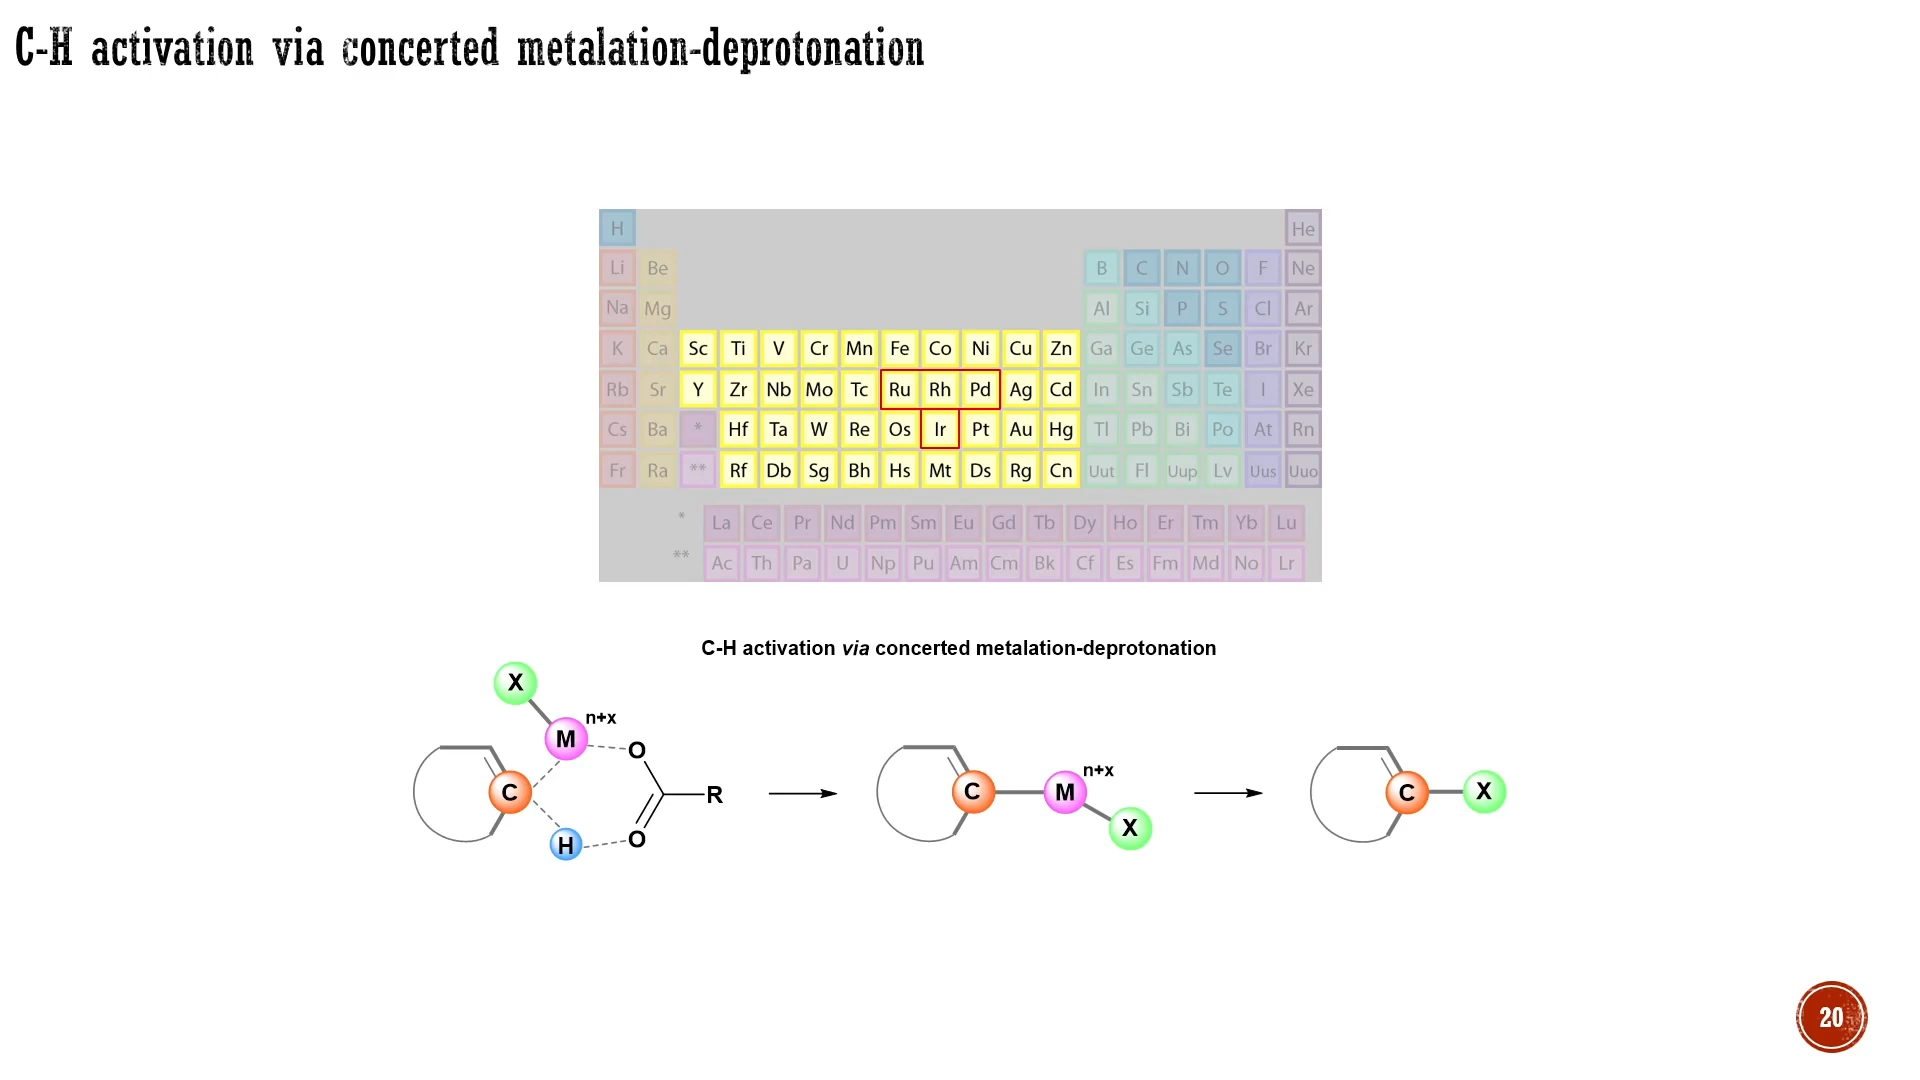 C-H activation via concerted metalation-deprotonation
H He
Li Be B C N O F Ne
Na Mg Al Si P S Cl Ar
K Ca Sc Ti V Cr Mn Fe Co Ni Cu Zn Ga Ge As Se Br Kr
Rb Sr Y Zr Nb Mo Tc Ru Rh Pd Ag Cd In Sn Sb Te I Xe
Cs Ba * Hf Ta W Re Os Ir Pt Au Hg Tl Pb Bi Po At Rn
Fr Ra ** Rf Db Sg Bh Hs Mt Ds Rg Cn Uut Fl Uup Lv Uus Uuo
* La Ce Pr Nd Pm Sm Eu Gd Tb Dy Ho Er Tm Yb Lu
** Ac Th Pa U Np Pu Am Cm Bk Cf Es Fm Md No Lr
C-H activation via concerted metalation-deprotonation
X
n+x
M O
C R
H O
n+x
C M
X
C X
20